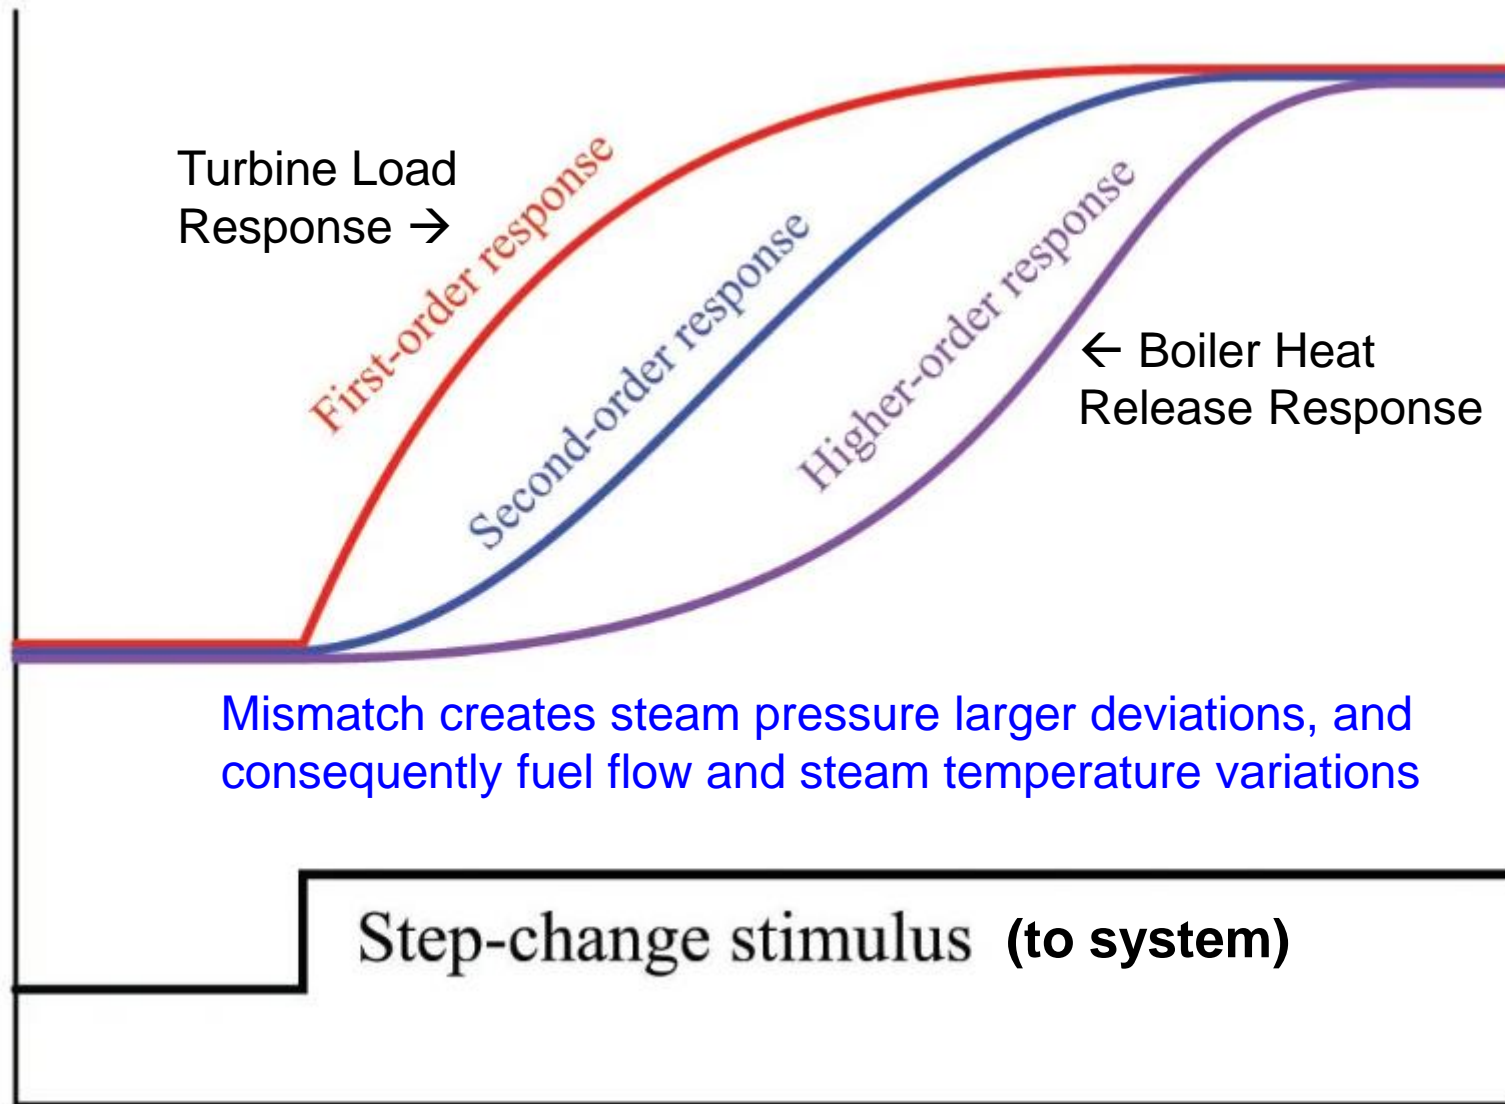 Turbine Load
Response →
First-order response
Second-order response
Higher-order response
← Boiler Heat
Release Response
Mismatch creates steam pressure larger deviations, and
consequently fuel flow and steam temperature variations
Step-change stimulus (to system)